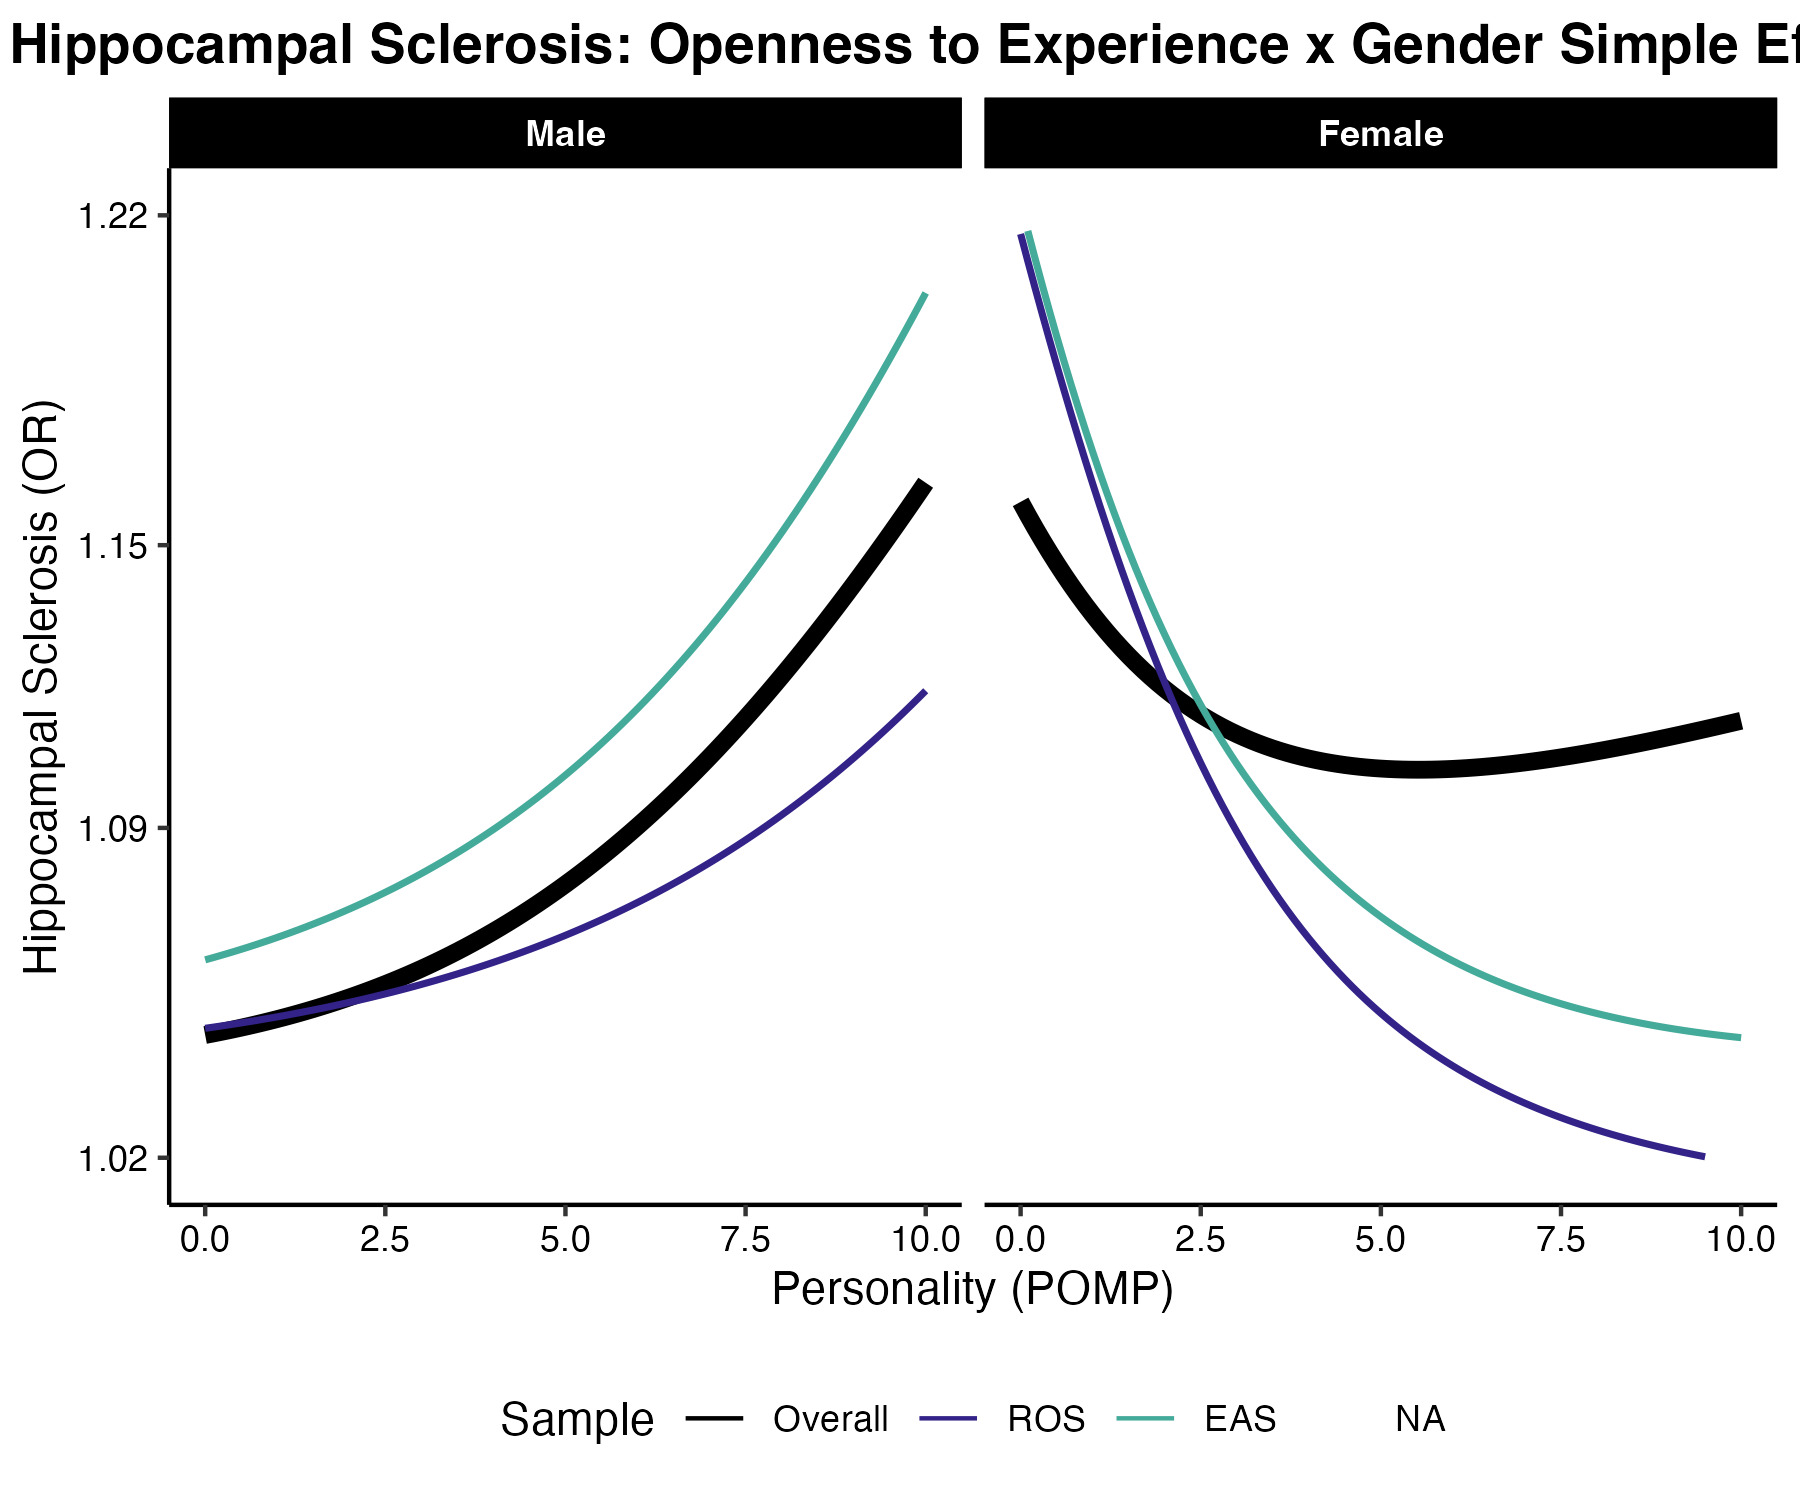 Hippocampal Sclerosis: Openness to Experience x Gender Simple Ef
Male
Female
Hippocampal Sclerosis (OR)
1.22
1.15
1.09
1.02
0.0 2.5 5.0 7.5 10.0 0.0 2.5 5.0 7.5 10.0
Personality (POMP)
Sample Overall ROS EAS NA